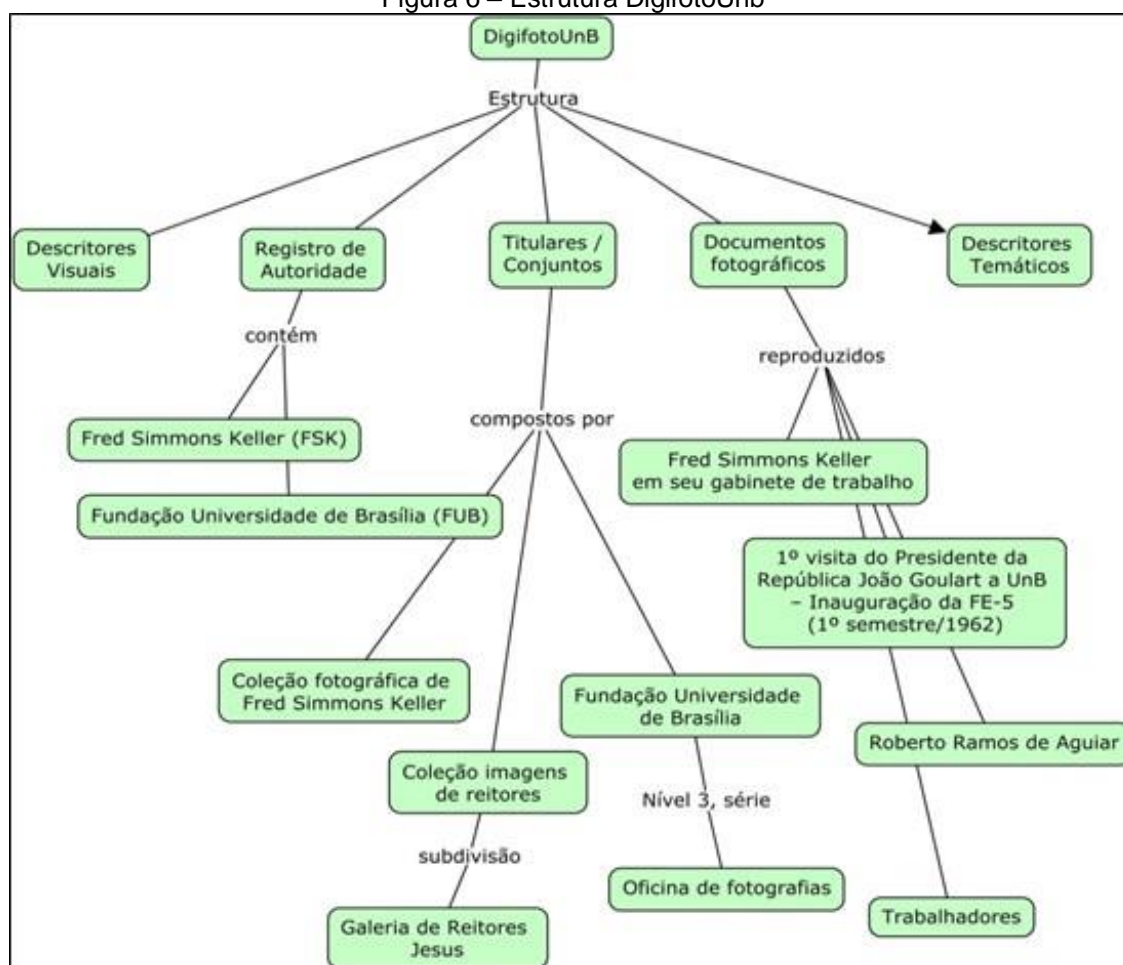 Figura 6 – Estrutura DigifotoUnb
DigifotoUnB
Estrutura
Descritores
Visuais
Registro de
Autoridade
Titulares /
Conjuntos
Documentos
fotográficos
Descritores
Temáticos
contém
reproduzidos
Fred Simmons Keller (FSK)
compostos por
Fred Simmons Keller
em seu gabinete de trabalho
Fundação Universidade de Brasília (FUB)
1º visita do Presidente da
República João Goulart a UnB
– Inauguração da FE-5
(1º semestre/1962)
Coleção fotográfica de
Fred Simmons Keller
Fundação Universidade
de Brasília
Roberto Ramos de Aguiar
Coleção imagens
de reitores
Nível 3, série
subdivisão
Oficina de fotografias
Trabalhadores
Galeria de Reitores
Jesus